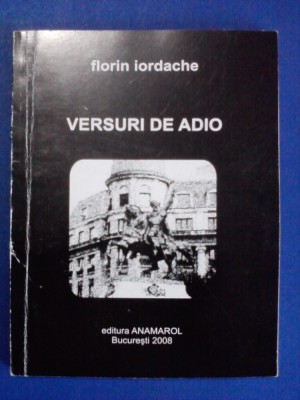 florin iordache
VERSURI DE ADIO
editura ANAMAROL
București 2008